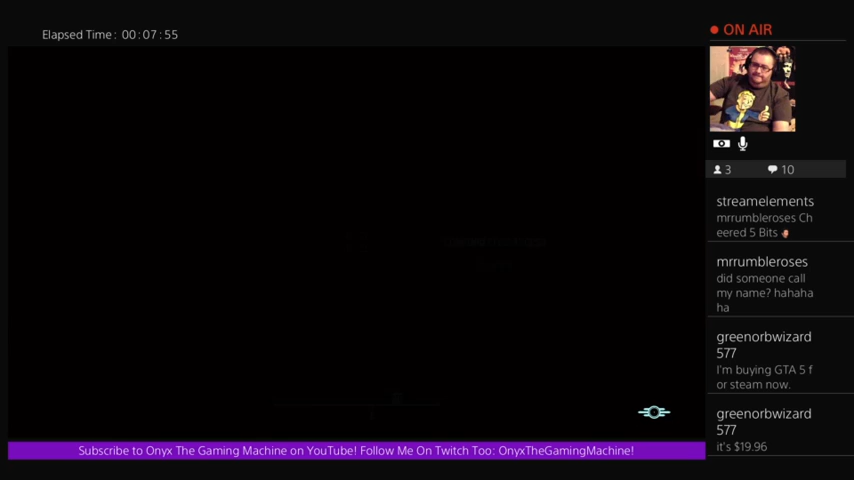 Elapsed Time: 00:07:55
ON AIR
3
10
streamelements
mrrumbleroses Ch
eered 5 Bits
mrrumbleroses
did someone call
my name? hahaha
ha
greenorbwizard
577
I'm buying GTA 5 f
or steam now.
greenorbwizard
577
it's $19.96
Subscribe to Onyx The Gaming Machine on YouTube! Follow Me On Twitch Too: OnyxTheGamingMachine!